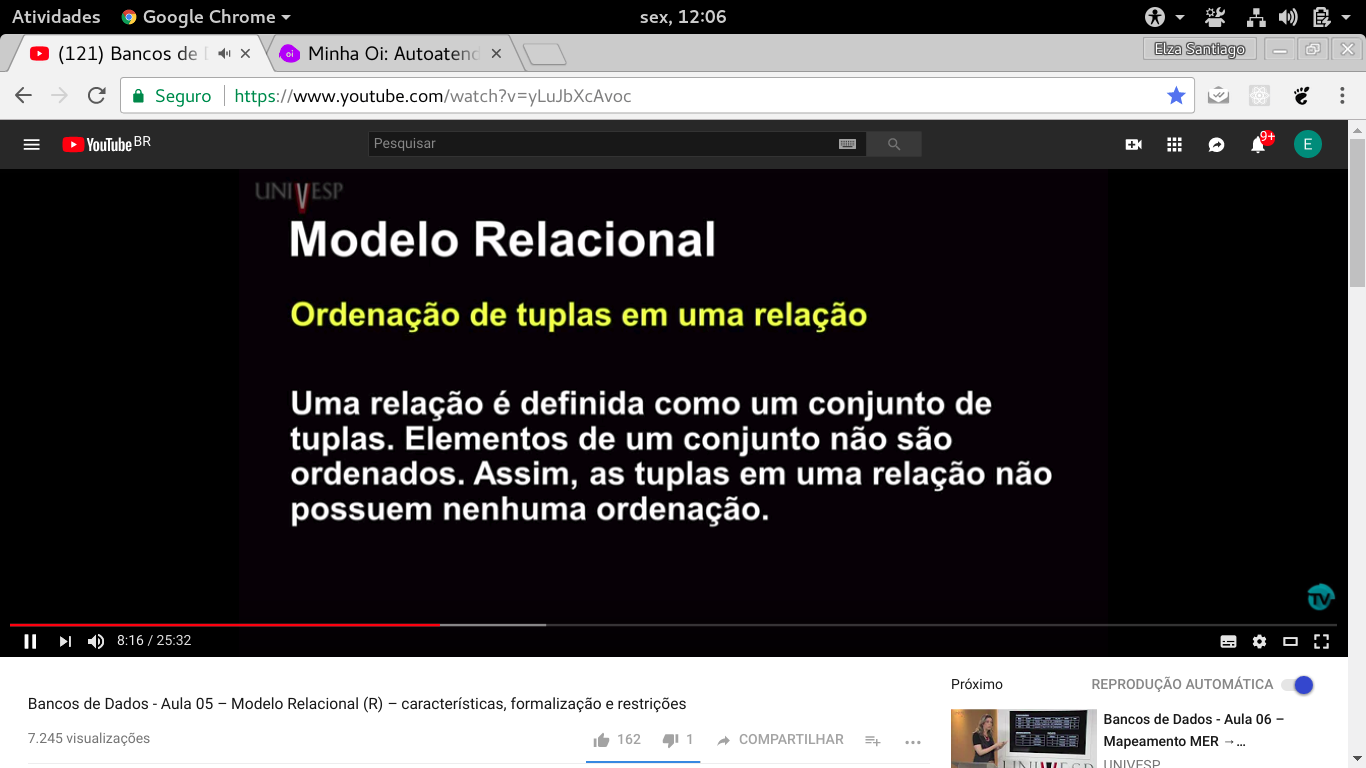 Atividades Google Chrome sex, 12:06
(121) Bancos de Minha Oi: Autoatend Elza Santiago
Seguro https://www.youtube.com/watch?v=yLuJbXcAvoc
YouTube BR Pesquisar 9+ E
UNIVESP
Modelo Relacional
Ordenação de tuplas em uma relação
Uma relação é definida como um conjunto de
tuplas. Elementos de um conjunto não são
ordenados. Assim, as tuplas em uma relação não
possuem nenhuma ordenação.
TV
8:16 / 25:32
Próximo REPRODUÇÃO AUTOMÁTICA
Bancos de Dados - Aula 05 – Modelo Relacional (R) – características, formalização e restrições
7.245 visualizações 162 1 COMPARTILHAR
Bancos de Dados - Aula 06 –
Mapeamento MER →...
UNIVESP